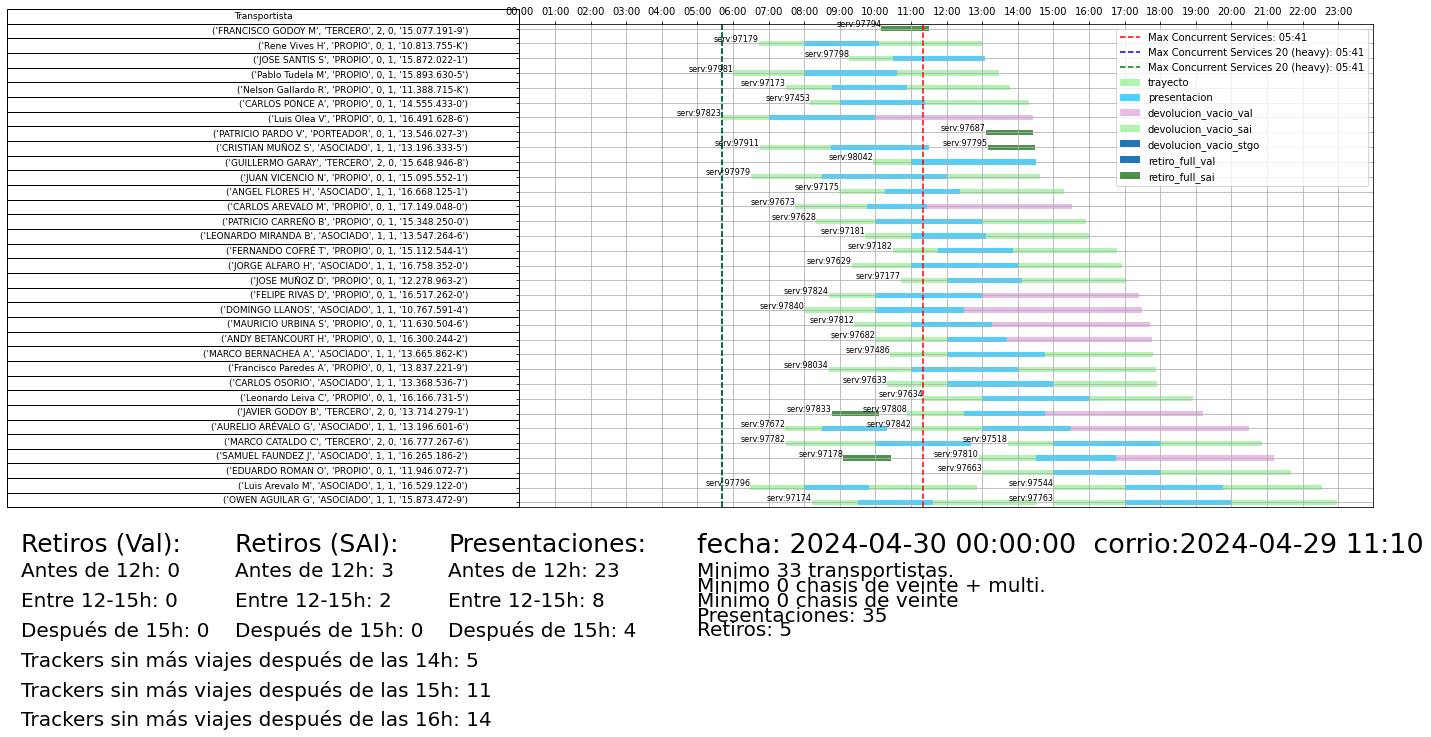 Transportista
00:00 01:00 02:00 03:00 04:00 05:00 06:00 07:00 08:00 09:00 10:00 11:00 12:00 13:00 14:00 15:00 16:00 17:00 18:00 19:00 20:00 21:00 22:00 23:00
('FRANCISCO GODOY M', 'TERCERO', 2, 0, '15.077.191-9') serv:97794
('Rene Vives H', 'PROPIO', 0, 1, '10.813.755-K') serv:97179
('JOSE SANTIS S', 'PROPIO', 0, 1, '15.872.022-1') serv:97798
('Pablo Tudela M', 'PROPIO', 0, 1, '15.893.630-5') serv:97981
('Nelson Gallardo R', 'PROPIO', 0, 1, '11.388.715-K') serv:97173
('CARLOS PONCE A', 'PROPIO', 0, 1, '14.555.433-0') serv:97453
('Luis Olea V', 'PROPIO', 0, 1, '16.491.628-6') serv:97823
('PATRICIO PARDO V', 'PORTEADOR', 0, 1, '13.546.027-3') serv:97687
('CRISTIAN MUÑOZ S', 'ASOCIADO', 1, 1, '13.196.333-5') serv:97911 serv:97795
('GUILLERMO GARAY', 'TERCERO', 2, 0, '15.648.946-8') serv:98042
('JUAN VICENCIO N', 'PROPIO', 0, 1, '15.095.552-1') serv:97979
('ANGEL FLORES H', 'ASOCIADO', 1, 1, '16.668.125-1') serv:97175
('CARLOS AREVALO M', 'PROPIO', 0, 1, '17.149.048-0') serv:97673
('PATRICIO CARREÑO B', 'PROPIO', 0, 1, '15.348.250-0') serv:97628
('LEONARDO MIRANDA B', 'ASOCIADO', 1, 1, '13.547.264-6') serv:97181
('FERNANDO COFRÉ T', 'PROPIO', 0, 1, '15.112.544-1') serv:97182
('JORGE ALFARO H', 'ASOCIADO', 1, 1, '16.758.352-0') serv:97629
('JOSE MUÑOZ D', 'PROPIO', 0, 1, '12.278.963-2') serv:97177
('FELIPE RIVAS D', 'PROPIO', 0, 1, '16.517.262-0') serv:97824
('DOMINGO LLANOS', 'ASOCIADO', 1, 1, '10.767.591-4') serv:97840
('MAURICIO URBINA S', 'PROPIO', 0, 1, '11.630.504-6') serv:97812
('ANDY BETANCOURT H', 'PROPIO', 0, 1, '16.300.244-2') serv:97682
('MARCO BERNACHEA A', 'ASOCIADO', 1, 1, '13.665.862-K') serv:97486
('Francisco Paredes A', 'PROPIO', 0, 1, '13.837.221-9') serv:98034
('CARLOS OSORIO', 'ASOCIADO', 1, 1, '13.368.536-7') serv:97633
('Leonardo Leiva C', 'PROPIO', 0, 1, '16.166.731-5') serv:97634
('JAVIER GODOY B', 'TERCERO', 2, 0, '13.714.279-1') serv:97833 serv:97808
('AURELIO ARÉVALO G', 'ASOCIADO', 1, 1, '13.196.601-6') serv:97672 serv:97842
('MARCO CATALDO C', 'TERCERO', 2, 0, '16.777.267-6') serv:97782 serv:97518
('SAMUEL FAUNDEZ J', 'ASOCIADO', 1, 1, '16.265.186-2') serv:97178 serv:97810
('EDUARDO ROMAN O', 'PROPIO', 0, 1, '11.946.072-7') serv:97663
('Luis Arevalo M', 'ASOCIADO', 1, 1, '16.529.122-0') serv:97796 serv:97544
('OWEN AGUILAR G', 'ASOCIADO', 1, 1, '15.873.472-9') serv:97174 serv:97763
Max Concurrent Services: 05:41
Max Concurrent Services 20 (heavy): 05:41
Max Concurrent Services 20 (heavy): 05:41
trayecto
presentacion
devolucion_vacio_val
devolucion_vacio_sai
devolucion_vacio_stgo
retiro_full_val
retiro_full_sai
Retiros (Val):
Antes de 12h: 0
Entre 12-15h: 0
Después de 15h: 0
Retiros (SAI):
Antes de 12h: 3
Entre 12-15h: 2
Después de 15h: 0
Presentaciones:
Antes de 12h: 23
Entre 12-15h: 8
Después de 15h: 4
Trackers sin más viajes después de las 14h: 5
Trackers sin más viajes después de las 15h: 11
Trackers sin más viajes después de las 16h: 14
fecha: 2024-04-30 00:00:00 corrio:2024-04-29 11:10
Minimo 33 transportistas.
Minimo 0 chasis de veinte + multi.
Minimo 0 chasis de veinte
Presentaciones: 35
Retiros: 5